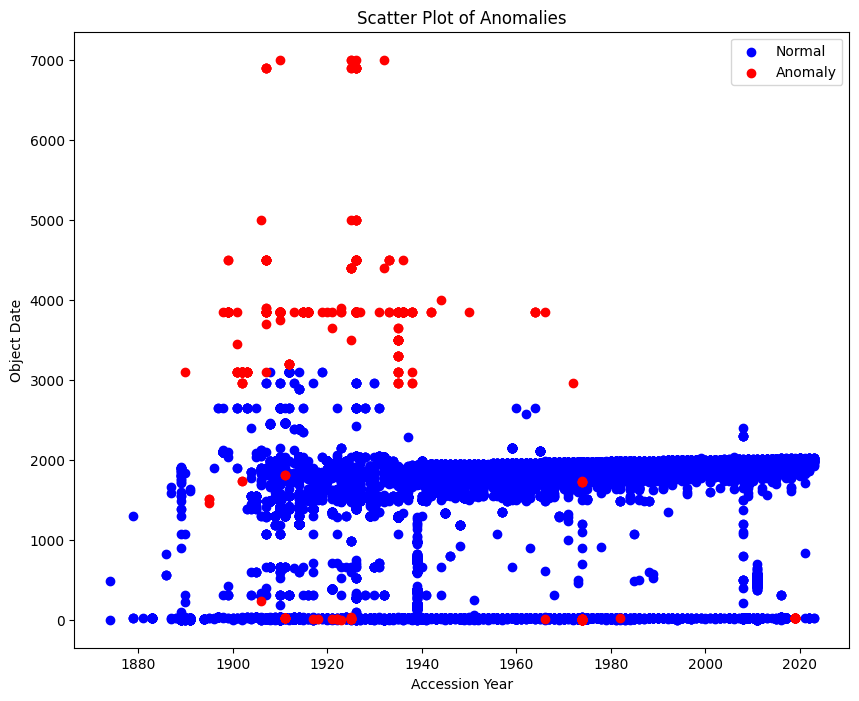 Scatter Plot of Anomalies
Normal
Anomaly
7000
6000
5000
4000
3000
2000
1000
0
Object Date
1880 1900 1920 1940 1960 1980 2000 2020
Accession Year